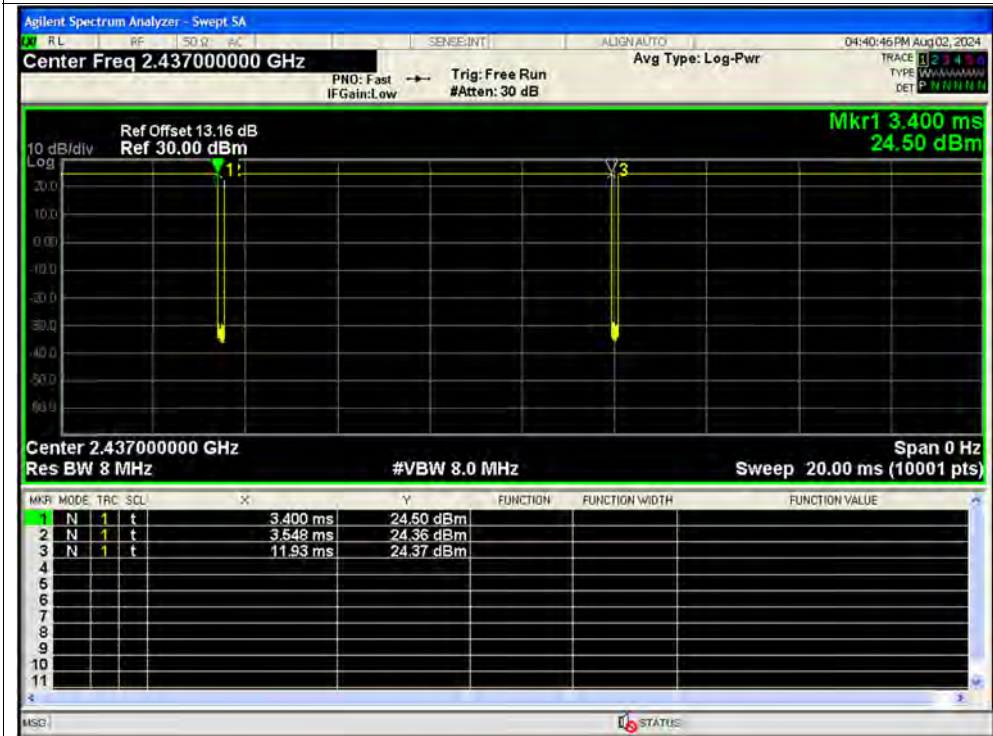 Agilent Spectrum Analyzer - Swept SA
RL RF 50 Ω AC SENSE:INT ALIGN AUTO 04:40:46 PM Aug 02, 2024
Center Freq 2.437000000 GHz
PNO: Fast Trig: Free Run Avg Type: Log-Pwr TRACE 1 2 3 4 5 6
IFGain:Low #Atten: 30 dB TYPE
DET P N N N N N
Mkr1 3.400 ms
24.50 dBm
Ref Offset 13.16 dB
10 dB/div Ref 30.00 dBm
Log
1 3
20.0
10.0
0.00
-10.0
-20.0
-30.0
-40.0
-50.0
-60.0
Center 2.437000000 GHz Span 0 Hz
Res BW 8 MHz #VBW 8.0 MHz Sweep 20.00 ms (10001 pts)
MKR MODE TRC SCL X Y FUNCTION FUNCTION WIDTH FUNCTION VALUE
1 N 1 t 3.400 ms 24.50 dBm
2 N 1 t 3.548 ms 24.36 dBm
3 N 1 t 11.93 ms 24.37 dBm
4
5
6
7
8
9
10
11
MSG STATUS